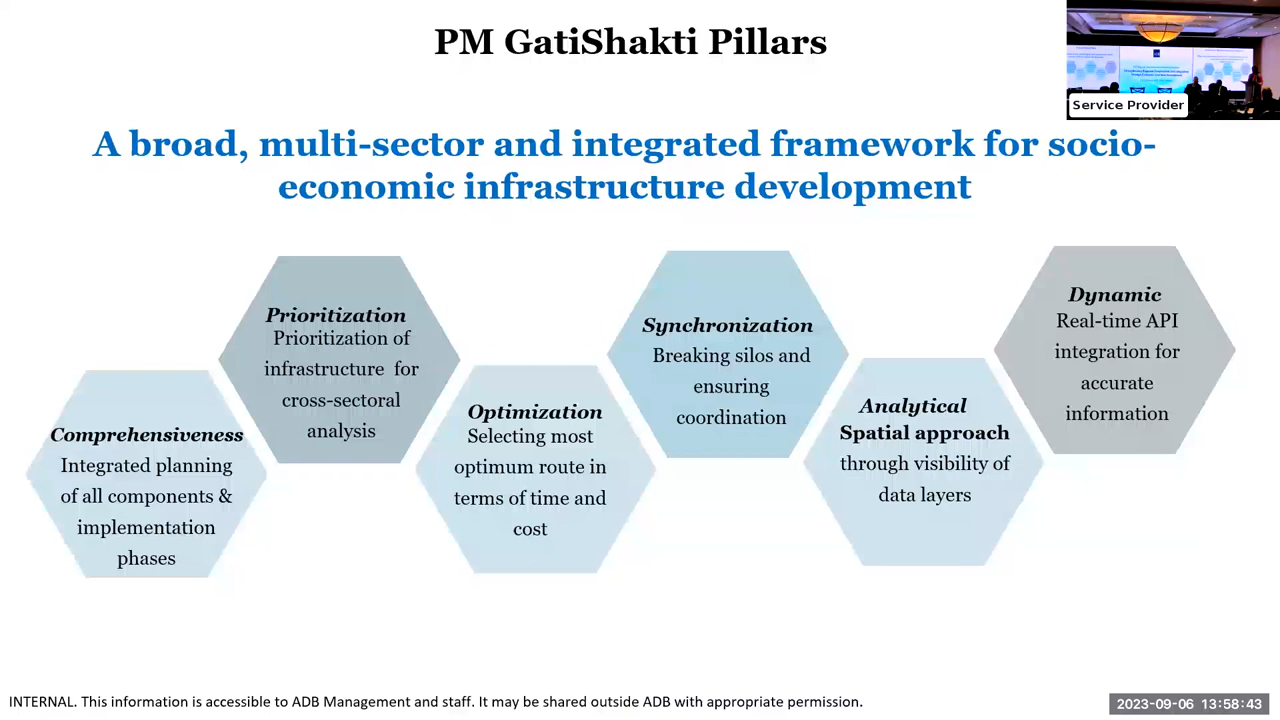 PM GatiShakti Pillars
Service Provider
A broad, multi-sector and integrated framework for socio-
economic infrastructure development
Comprehensiveness
Integrated planning
of all components &
implementation
phases
Prioritization
Prioritization of
infrastructure for
cross-sectoral
analysis
Optimization
Selecting most
optimum route in
terms of time and
cost
Synchronization
Breaking silos and
ensuring
coordination
Analytical
Spatial approach
through visibility of
data layers
Dynamic
Real-time API
integration for
accurate
information
INTERNAL. This information is accessible to ADB Management and staff. It may be shared outside ADB with appropriate permission.
2023-09-06 13:58:43